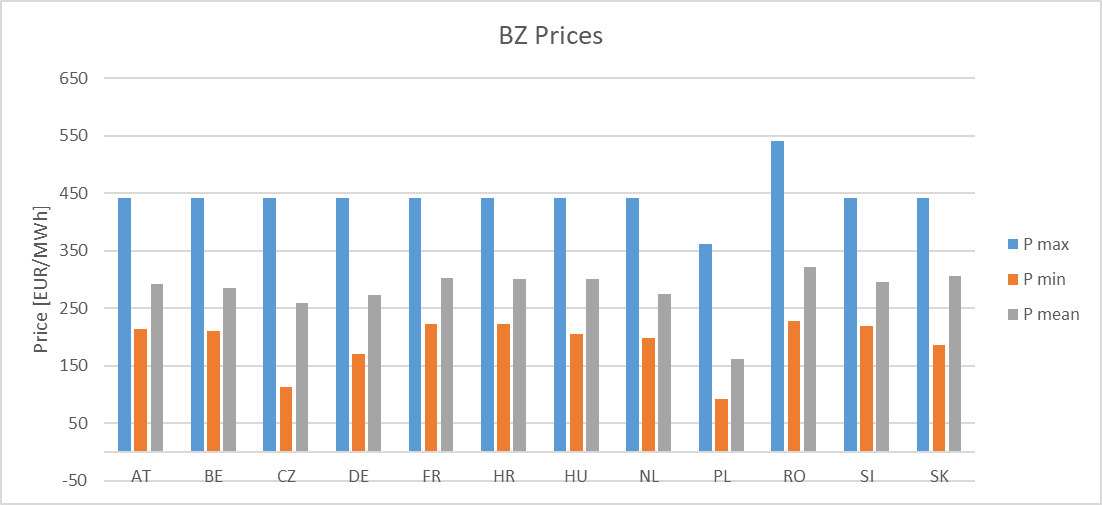 BZ Prices
650
550
450
350
250
150
50
-50
Price [EUR/MWh]
AT BE CZ DE FR HR HU NL PL RO SI SK
P max
P min
P mean